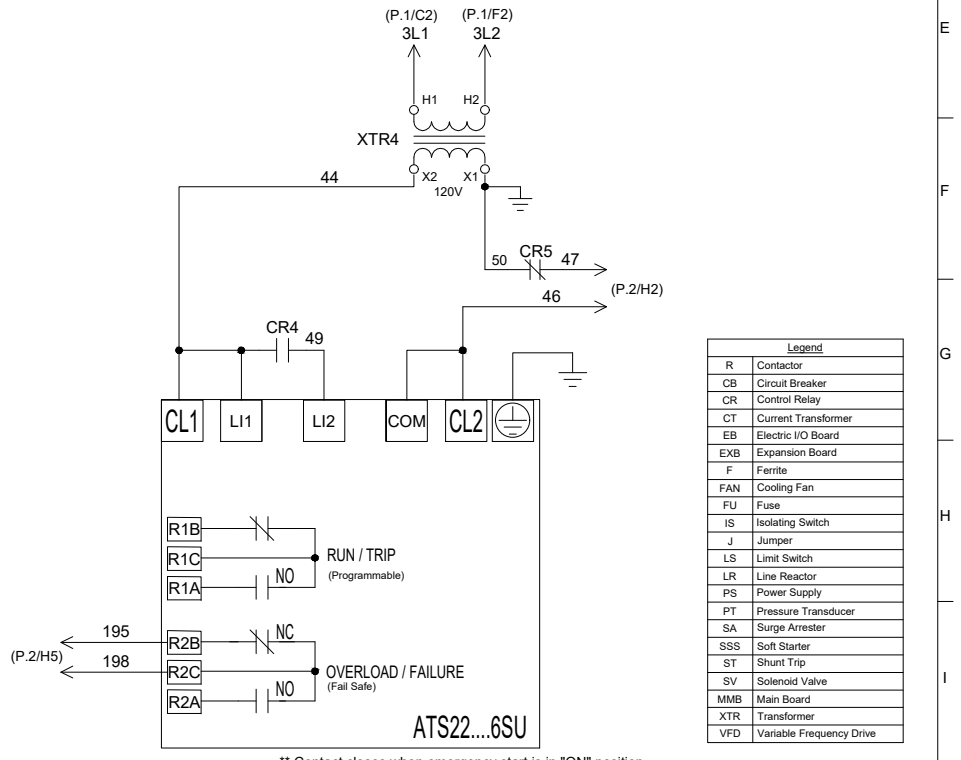 (P.1/C2) (P.1/F2)
3L1 3L2
E
H1 H2
XTR4
X2 X1
120V
44
F
CR5
50 47
(P.2/H2)
46
CR4
49
G
CL1 LI1 LI2 COM CL2
H
R1B
R1C RUN / TRIP
(Programmable)
R1A NO
195
R2B NC
(P.2/H5)
198
R2C OVERLOAD / FAILURE
(Fail Safe)
R2A NO
I
ATS22....6SU
** Contact closes when emergency start is in "ON" position
Legend
R Contactor
CB Circuit Breaker
CR Control Relay
CT Current Transformer
EB Electric I/O Board
EXB Expansion Board
F Ferrite
FAN Cooling Fan
FU Fuse
IS Isolating Switch
J Jumper
LS Limit Switch
LR Line Reactor
PS Power Supply
PT Pressure Transducer
SA Surge Arrester
SSS Soft Starter
ST Shunt Trip
SV Solenoid Valve
MMB Main Board
XTR Transformer
VFD Variable Frequency Drive